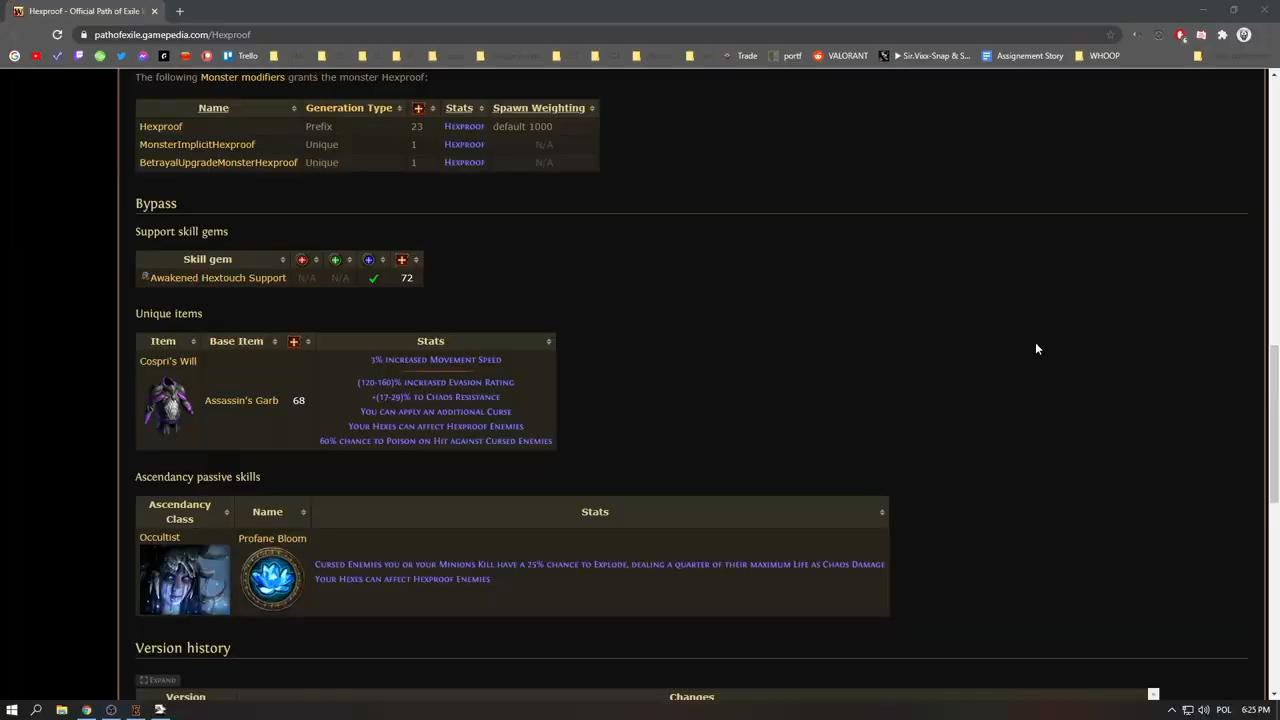 Hexproof - Official Path of Exile
pathofexile.gamepedia.com/Hexproof
Trello
Trade
portf
VALORANT
Sir.Vixx-Snap & S...
Assignement Story
WHOOP
The following Monster modifiers grants the monster Hexproof:
Name Generation Type Stats Spawn Weighting
Hexproof Prefix 23 Hexproof default 1000
MonsterImplicitHexproof Unique 1 Hexproof N/A
BetrayalUpgradeMonsterHexproof Unique 1 Hexproof N/A
Bypass
Support skill gems
Skill gem
Awakened Hextouch Support N/A N/A ✓ 72
Unique items
Item Base Item Stats
Cospri's Will
Assassin's Garb 68
3% increased Movement Speed
(120-160)% increased Evasion Rating
+(17-29)% to Chaos Resistance
You can apply an additional Curse
Your Hexes can affect Hexproof Enemies
60% chance to Poison on Hit against Cursed Enemies
Ascendancy passive skills
Ascendancy
Class
Name Stats
Occultist Profane Bloom
Cursed Enemies you or your Minions Kill have a 25% chance to Explode, dealing a quarter of their maximum Life as Chaos Damage
Your Hexes can affect Hexproof Enemies
Version history
Expand
Version Changes
POL 6:25 PM